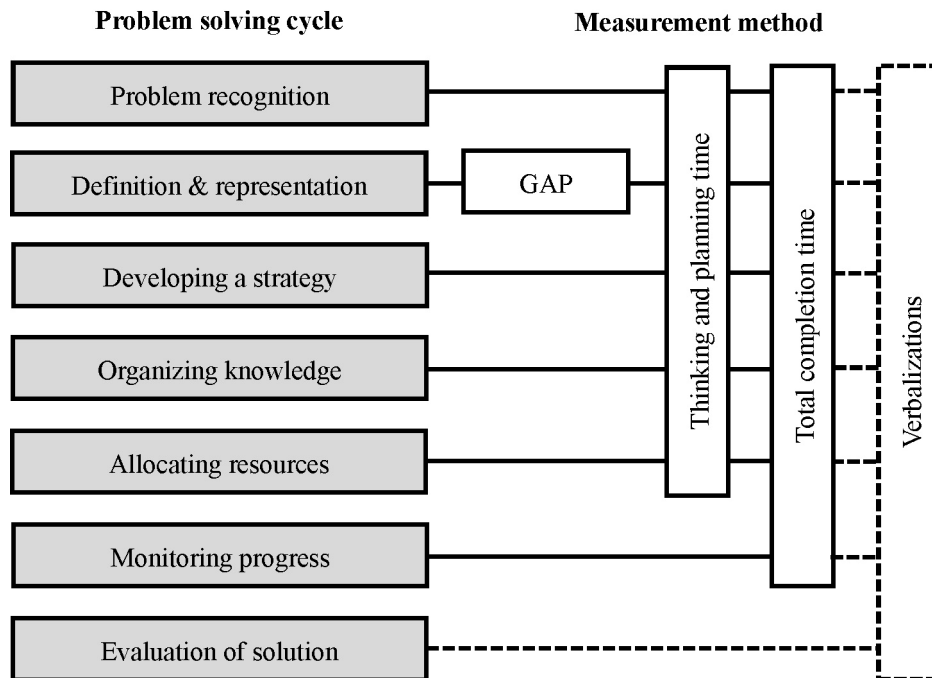 Problem solving cycle
Measurement method
Problem recognition
Definition & representation
GAP
Developing a strategy
Organizing knowledge
Allocating resources
Monitoring progress
Evaluation of solution
Thinking and planning time
Total completion time
Verbalizations